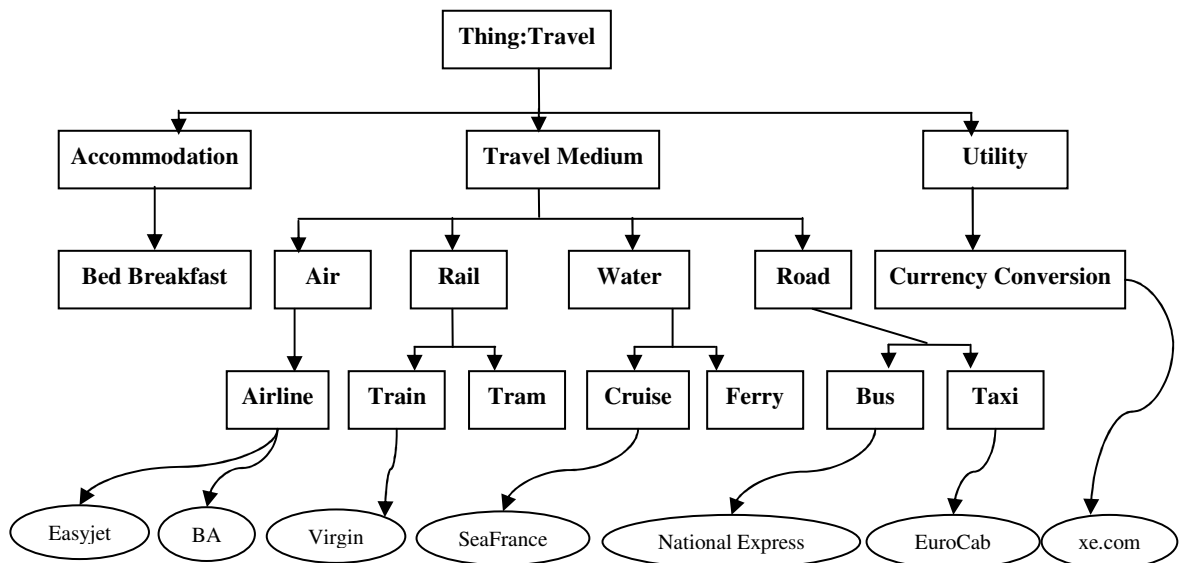 Thing:Travel
Accommodation
Travel Medium
Utility
Bed Breakfast
Air
Rail
Water
Road
Currency Conversion
Airline
Train
Tram
Cruise
Ferry
Bus
Taxi
Easyjet
BA
Virgin
SeaFrance
National Express
EuroCab
xe.com